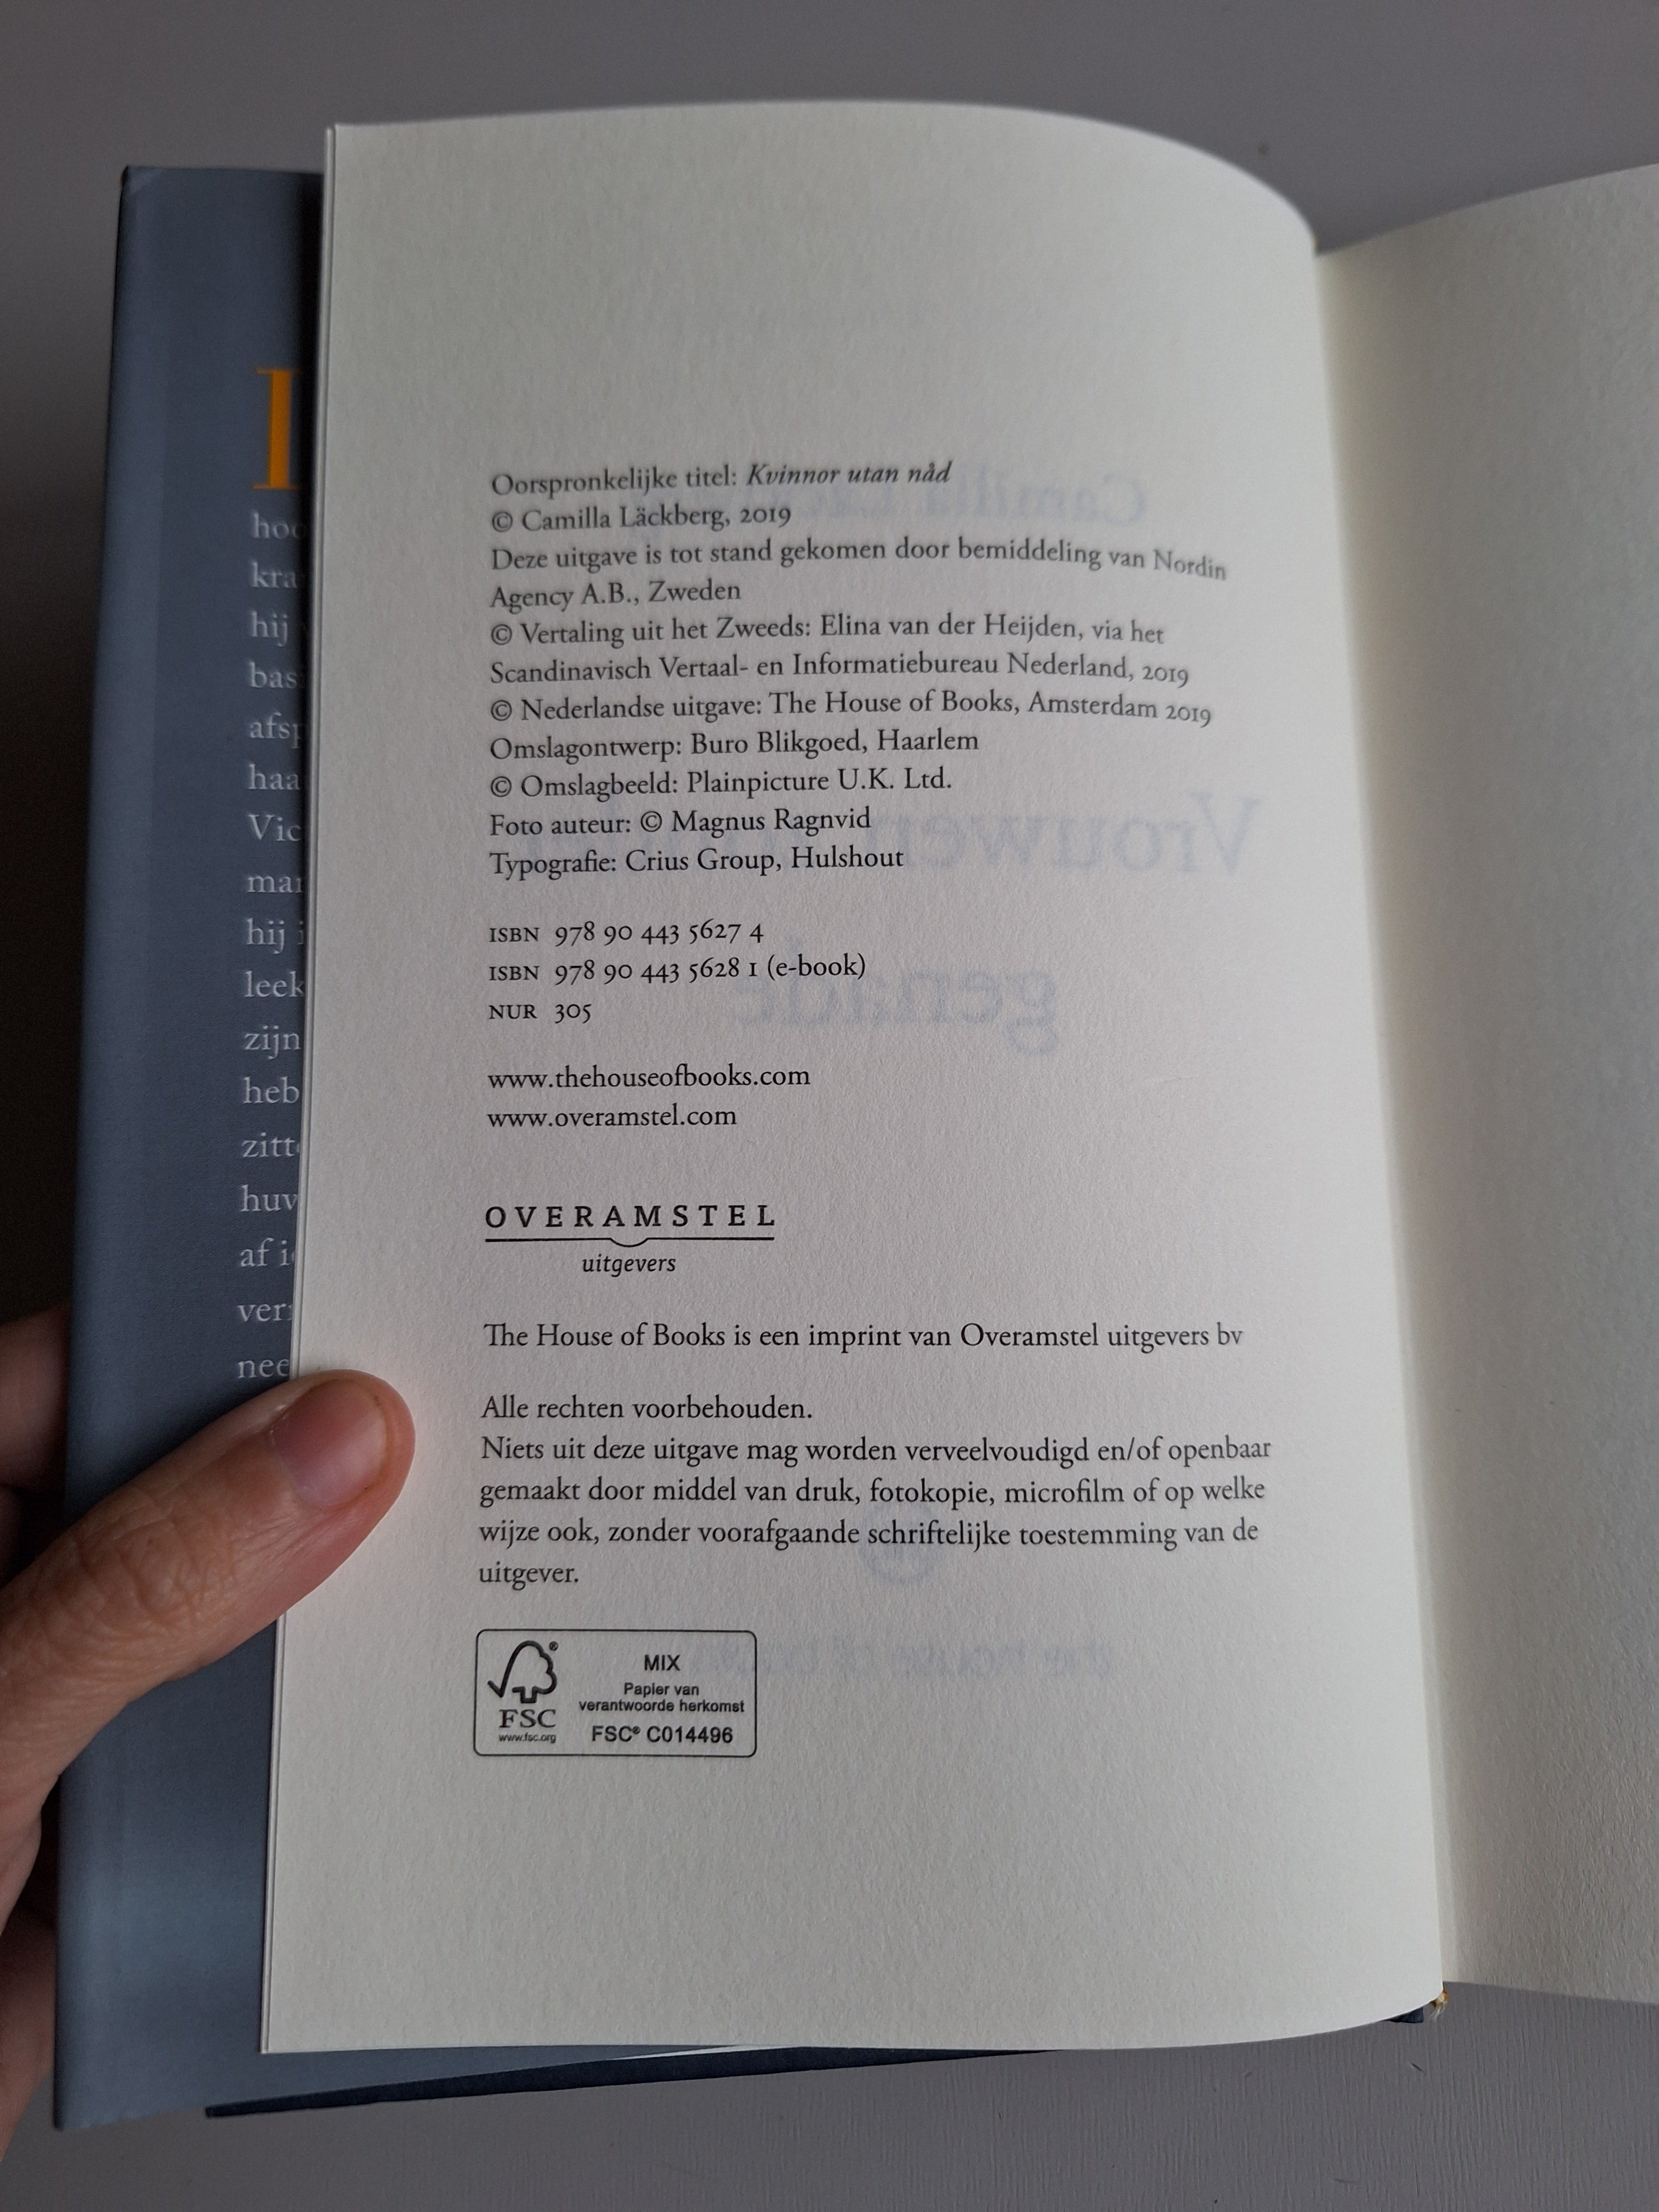 I
hoo
kra
hij
bas
afsp
haa
Vic
mar
hij i
leek
zijn
heb
zitt
huv
af i
ver
nee
Oorspronkelijke titel: Kvinnor utan nåd
© Camilla Läckberg, 2019
Deze uitgave is tot stand gekomen door bemiddeling van Nordin
Agency A.B., Zweden
© Vertaling uit het Zweeds: Elina van der Heijden, via het
Scandinavisch Vertaal- en Informatiebureau Nederland, 2019
© Nederlandse uitgave: The House of Books, Amsterdam 2019
Omslagontwerp: Buro Blikgoed, Haarlem
© Omslagbeeld: Plainpicture U.K. Ltd.
Foto auteur: © Magnus Ragnvid
Typografie: Crius Group, Hulshout
ISBN 978 90 443 5627 4
ISBN 978 90 443 5628 1 (e-book)
NUR 305
www.thehouseofbooks.com
www.overamstel.com
OVERAMSTEL
uitgevers
The House of Books is een imprint van Overamstel uitgevers bv
Alle rechten voorbehouden.
Niets uit deze uitgave mag worden verveelvoudigd en/of openbaar
gemaakt door middel van druk, fotokopie, microfilm of op welke
wijze ook, zonder voorafgaande schriftelijke toestemming van de
uitgever.
FSC
www.fsc.org
MIX
Papier van
verantwoorde herkomst
FSC® C014496